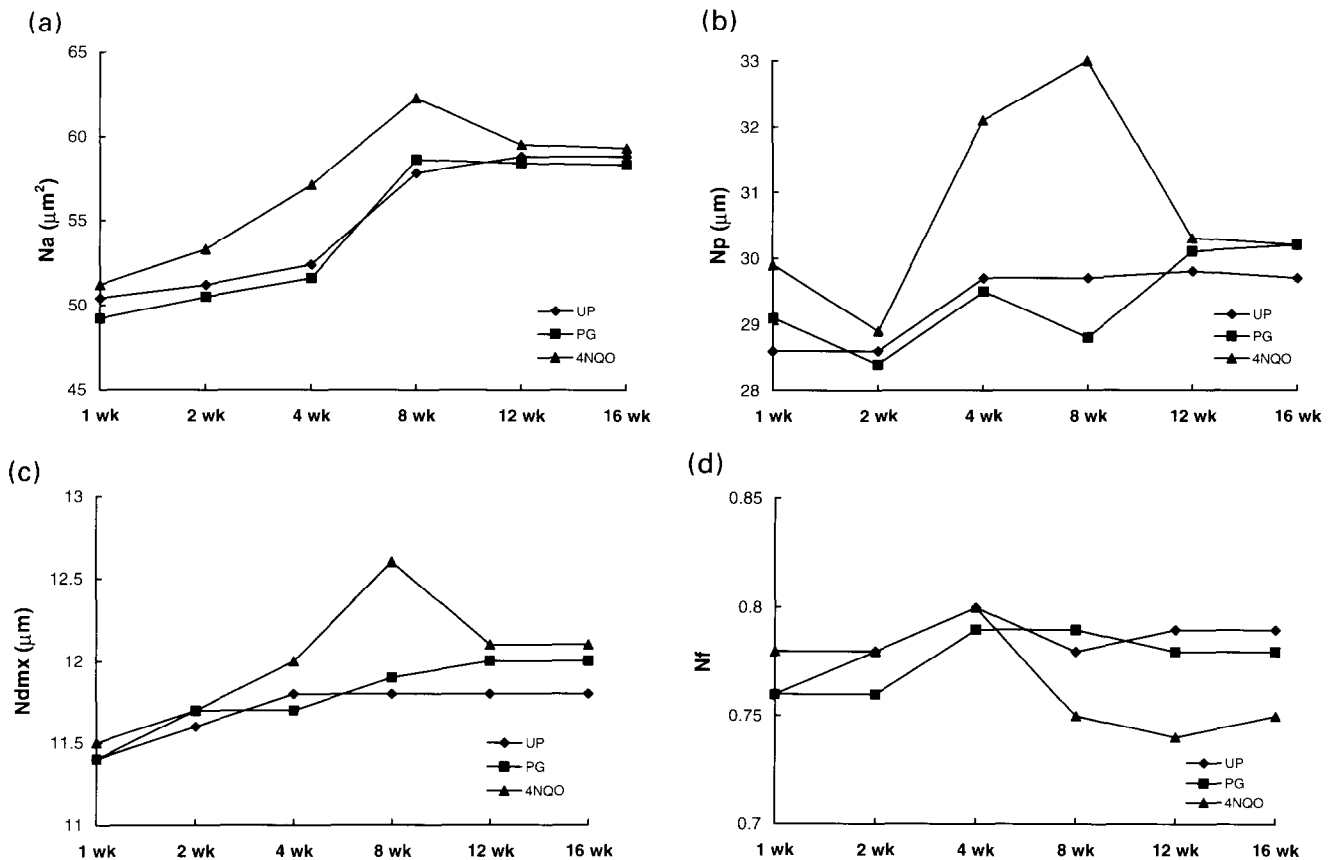 (a)
65
60
55
50
45
Na (μm²)
UP
PG
4NQO
1 wk 2 wk 4 wk 8 wk 12 wk 16 wk
(b)
33
32
31
30
29
28
Np (μm)
UP
PG
4NQO
1 wk 2 wk 4 wk 8 wk 12 wk 16 wk
(c)
13
12.5
12
11.5
11
Ndmx (μm)
UP
PG
4NQO
1 wk 2 wk 4 wk 8 wk 12 wk 16 wk
(d)
0.85
0.8
0.75
0.7
Nf
UP
PG
4NQO
1 wk 2 wk 4 wk 8 wk 12 wk 16 wk